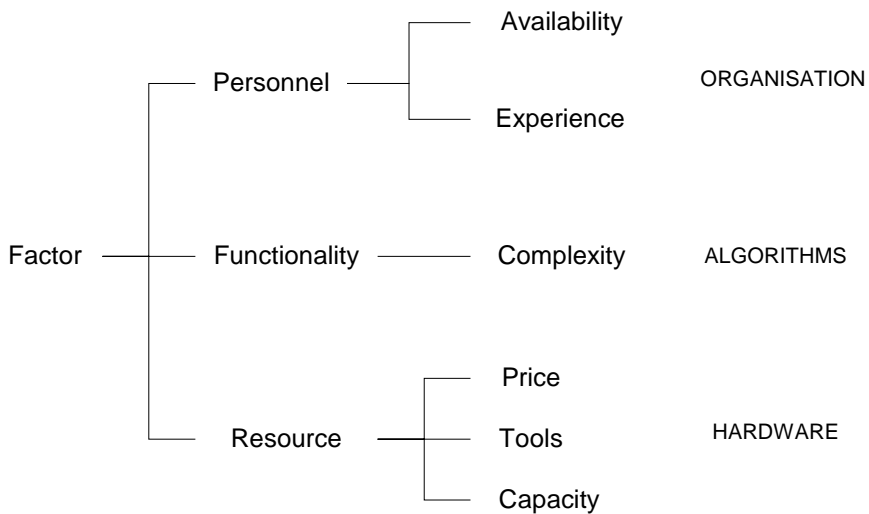 Availability
Personnel
ORGANISATION
Experience
Factor
Functionality
Complexity
ALGORITHMS
Price
Resource
Tools
HARDWARE
Capacity